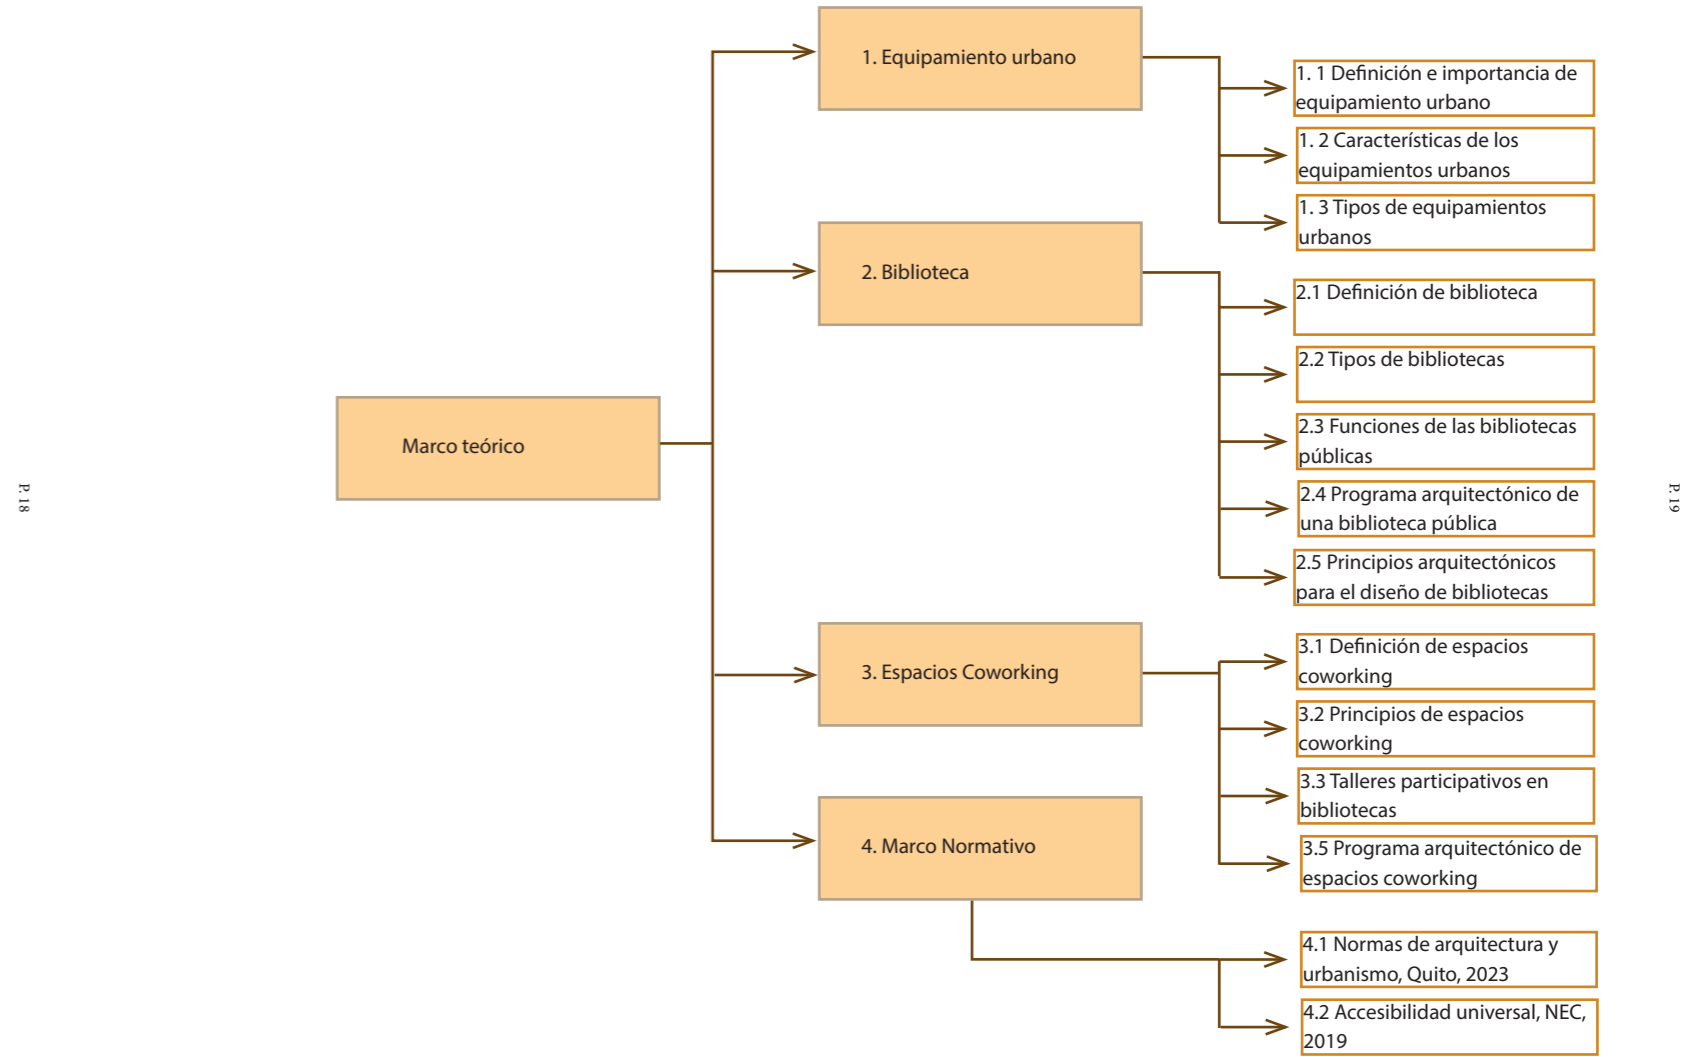 Marco teórico
1. Equipamiento urbano
1. 1 Definición e importancia de
equipamiento urbano
1. 2 Características de los
equipamientos urbanos
1. 3 Tipos de equipamientos
urbanos
2. Biblioteca
2.1 Definición de biblioteca
2.2 Tipos de bibliotecas
2.3 Funciones de las bibliotecas
públicas
2.4 Programa arquitectónico de
una biblioteca pública
2.5 Principios arquitectónicos
para el diseño de bibliotecas
3. Espacios Coworking
3.1 Definición de espacios
coworking
3.2 Principios de espacios
coworking
3.3 Talleres participativos en
bibliotecas
3.5 Programa arquitectónico de
espacios coworking
4. Marco Normativo
4.1 Normas de arquitectura y
urbanismo, Quito, 2023
4.2 Accesibilidad universal, NEC,
2019
P. 18
P. 19